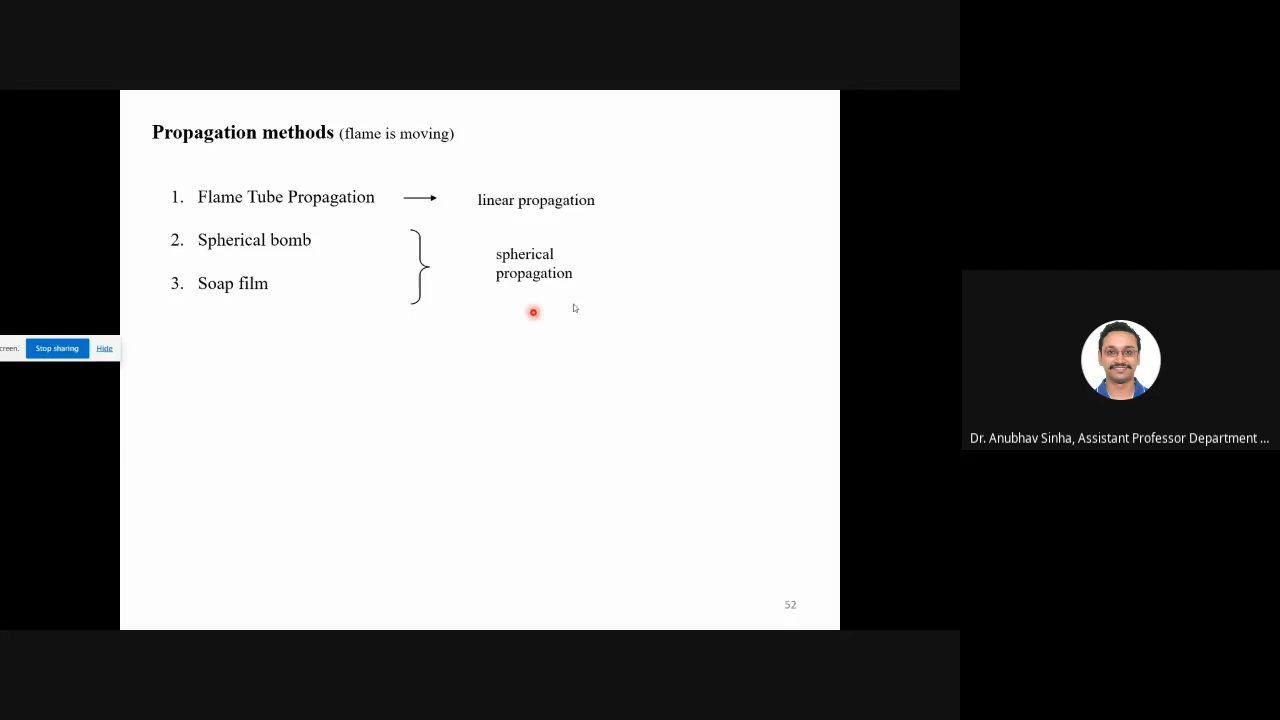 Propagation methods (flame is moving)
1. Flame Tube Propagation
linear propagation
2. Spherical bomb
3. Soap film
spherical
propagation
creen. Stop sharing Hide
Dr. Anubhav Sinha, Assistant Professor Department ...
52